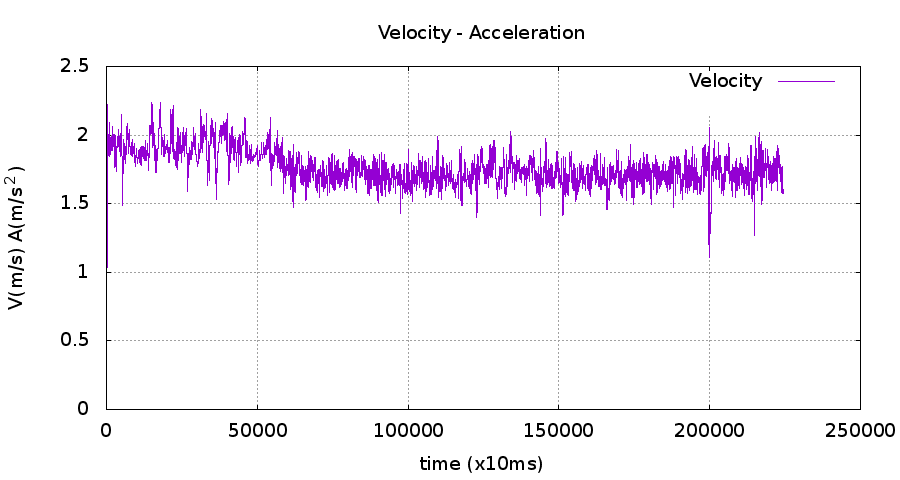 Velocity - Acceleration
Velocity
2.5
2
1.5
1
0.5
0
V(m/s) A(m/s²)
0 50000 100000 150000 200000 250000
time (x10ms)